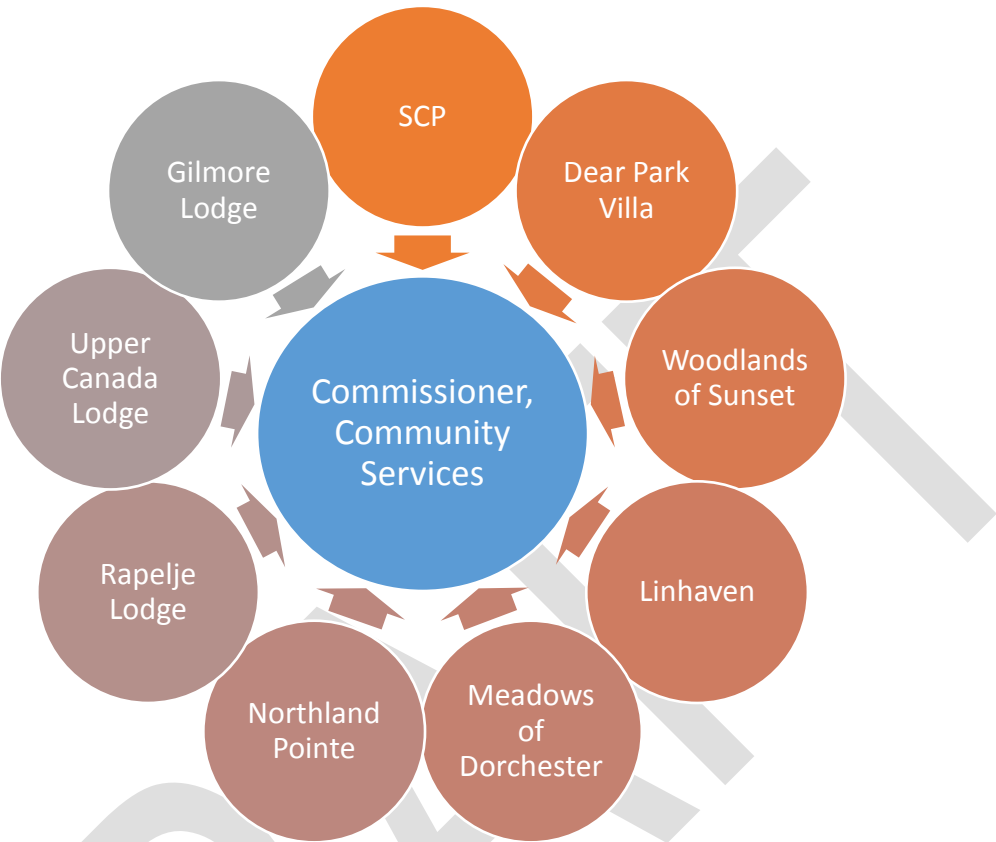 SCP
Dear Park
Villa
Woodlands
of Sunset
Linhaven
Meadows
of
Dorchester
Northland
Pointe
Rapelje
Lodge
Upper
Canada
Lodge
Gilmore
Lodge
Commissioner,
Community
Services